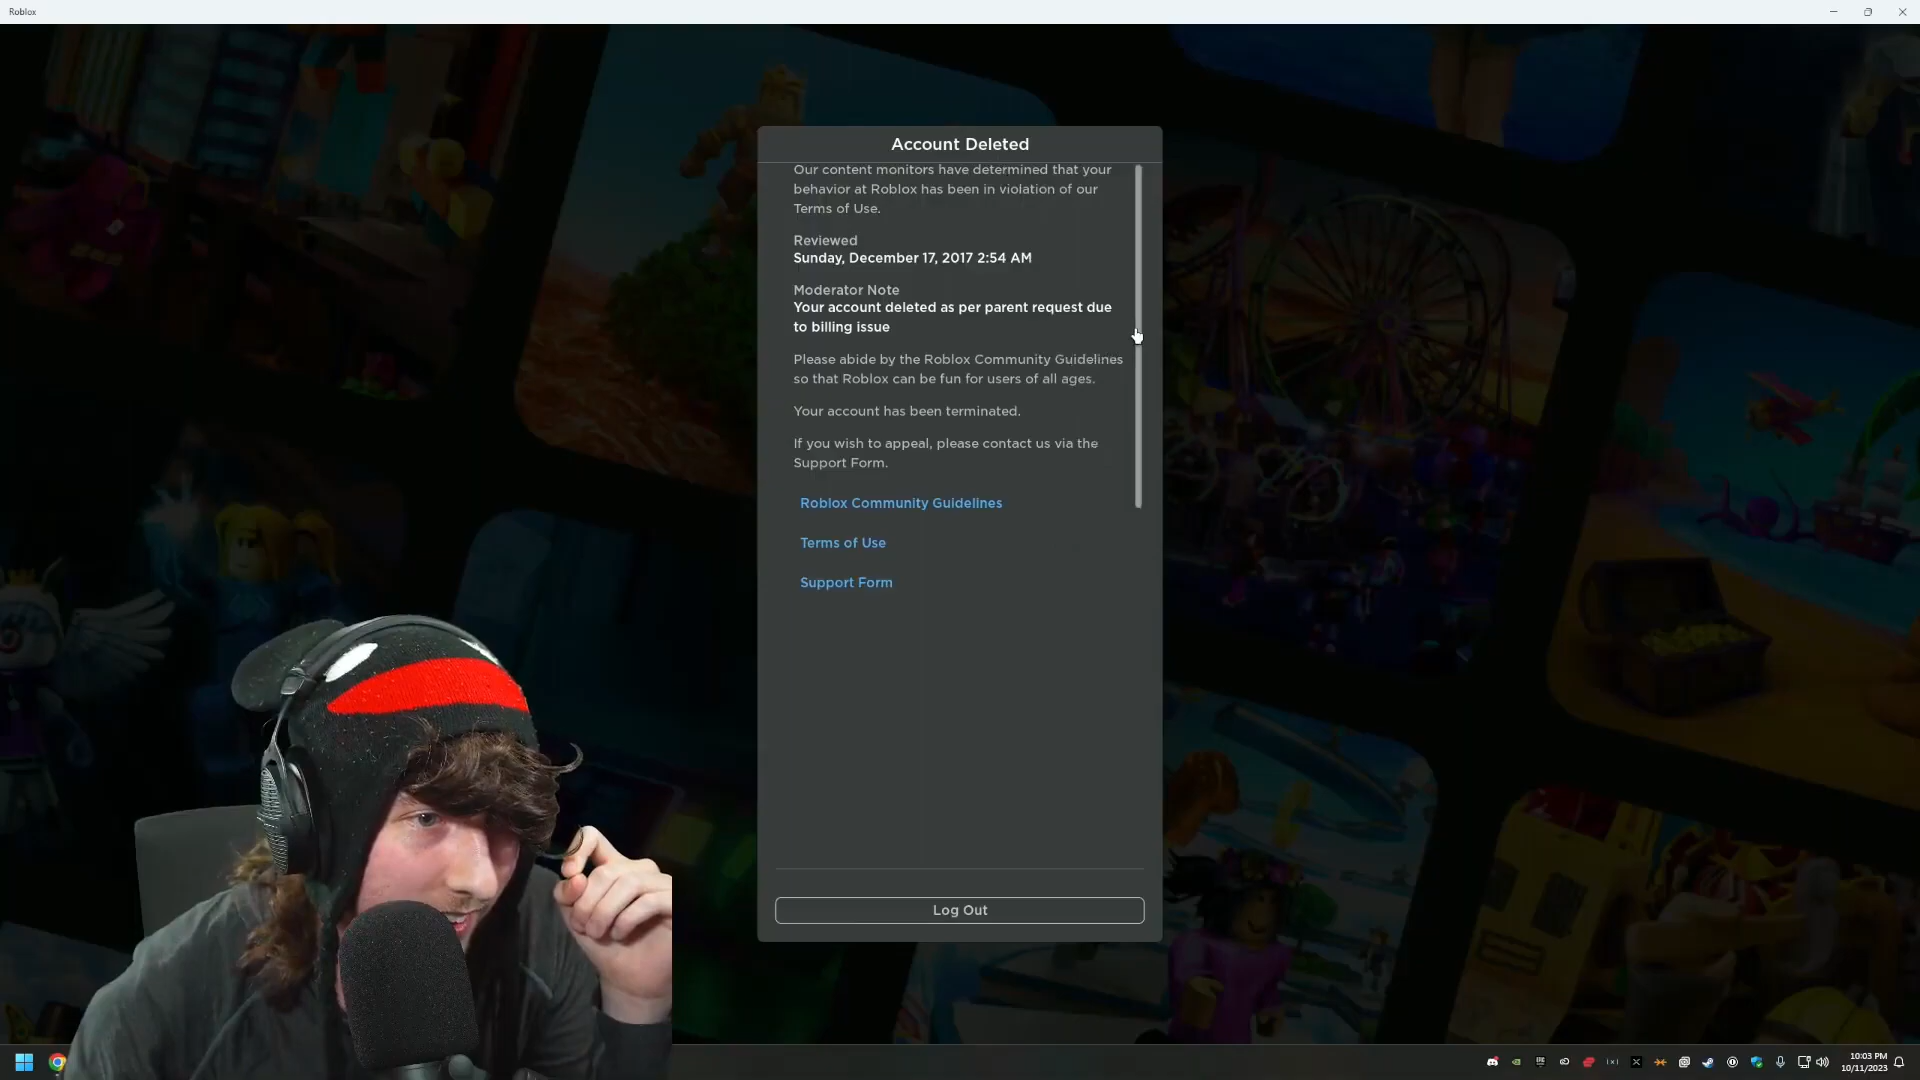 Roblox
Account Deleted
Our content monitors have determined that your
behavior at Roblox has been in violation of our
Terms of Use.
Reviewed
Sunday, December 17, 2017 2:54 AM
Moderator Note
Your account deleted as per parent request due
to billing issue
Please abide by the Roblox Community Guidelines
so that Roblox can be fun for users of all ages.
Your account has been terminated.
If you wish to appeal, please contact us via the
Support Form.
Roblox Community Guidelines
Terms of Use
Support Form
Log Out
10:03 PM
10/11/2023